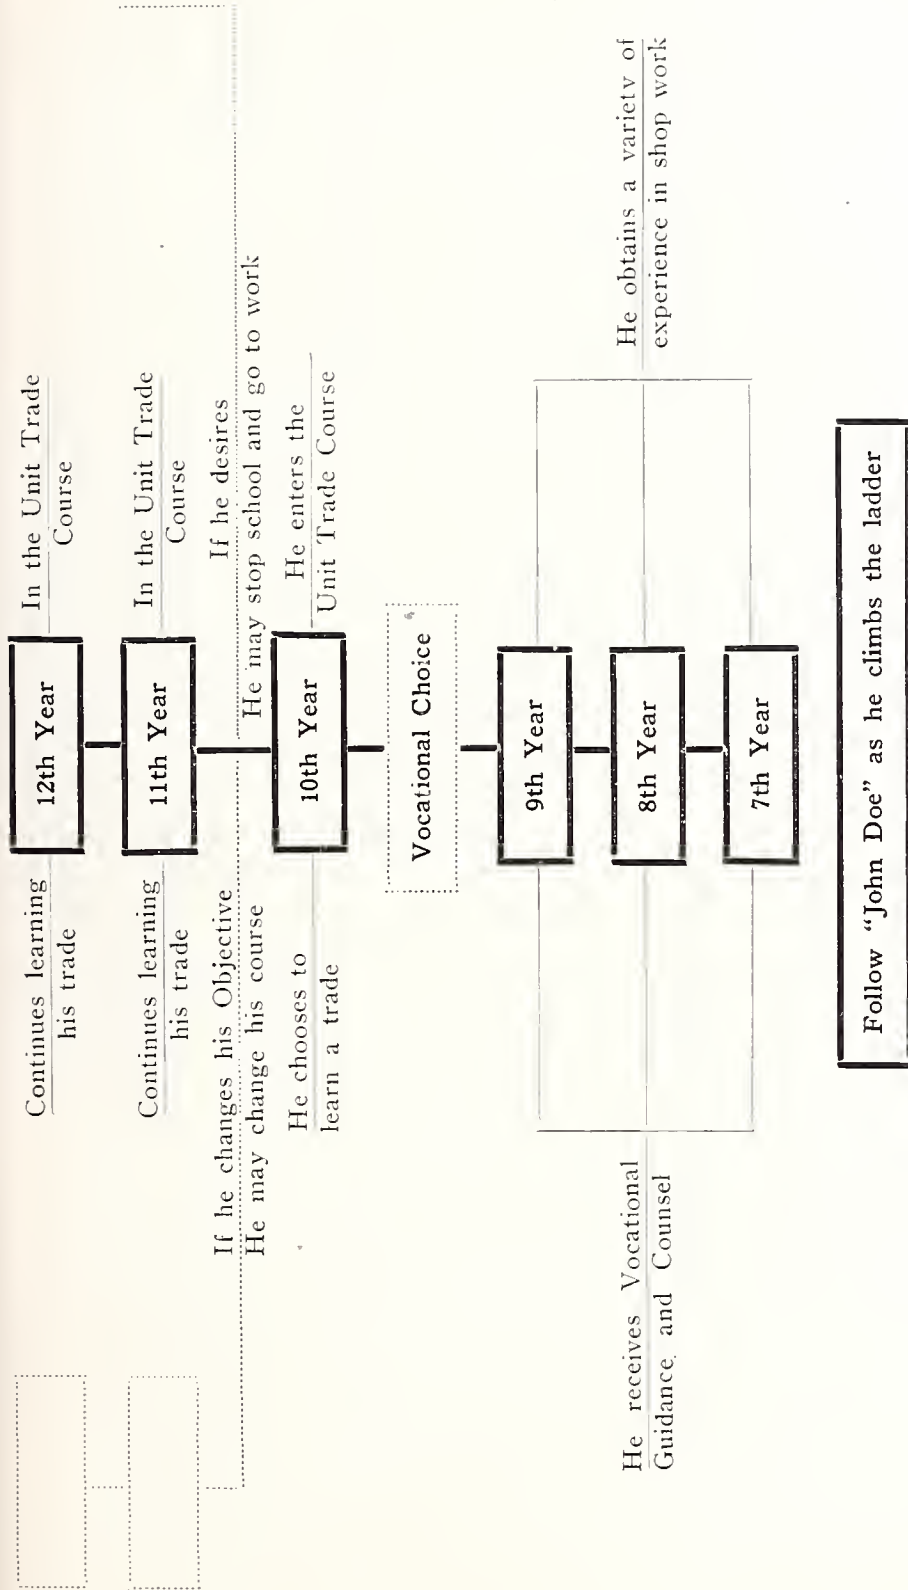 Continues learning
his trade
12th Year
In the Unit Trade
Course
Continues learning
his trade
11th Year
In the Unit Trade
Course
If he changes his Objective
He may change his course
If he desires
He may stop school and go to work
He chooses to
learn a trade
10th Year
He enters the
Unit Trade Course
Vocational Choice
9th Year
He receives Vocational
Guidance and Counsel
8th Year
He obtains a variety of
experience in shop work
7th Year
Follow “John Doe” as he climbs the ladder